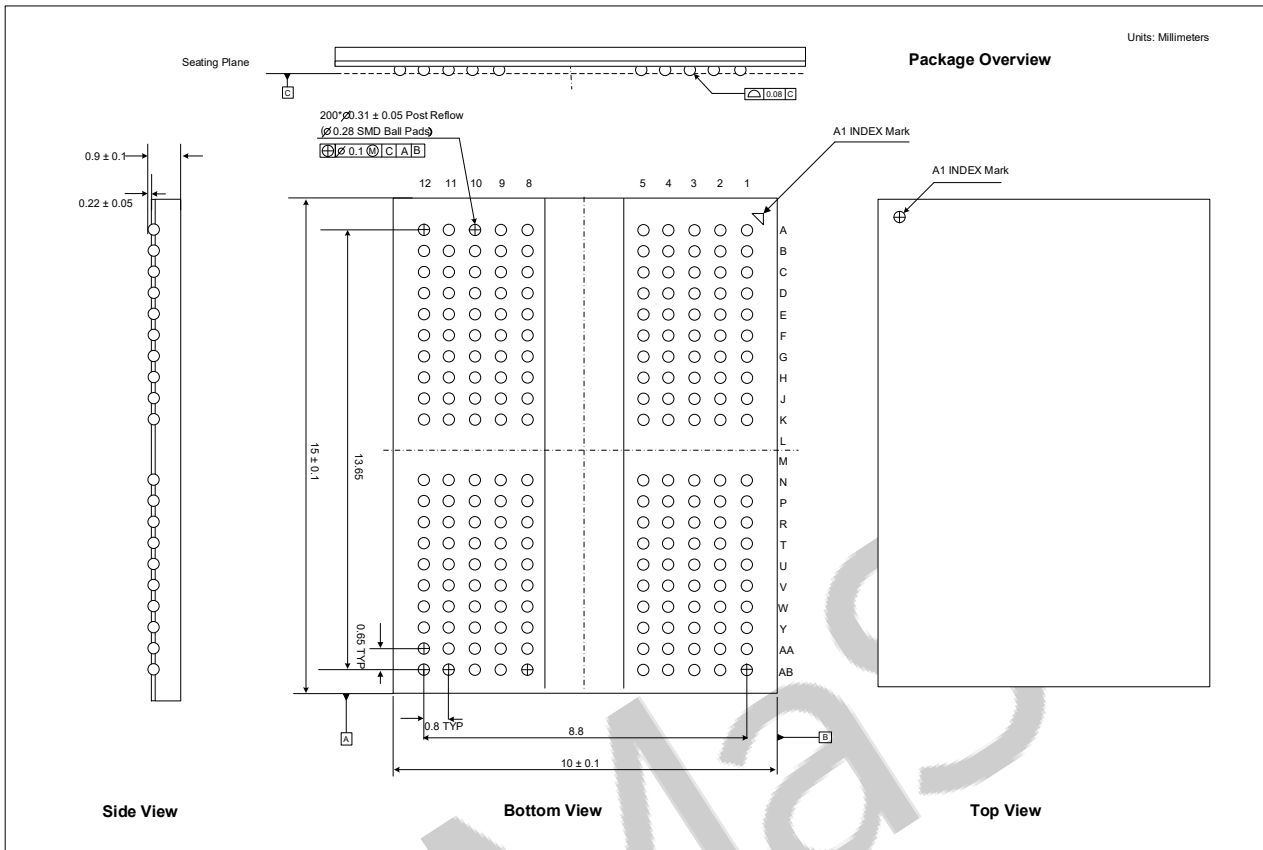 Units: Millimeters
Package Overview
Seating Plane
C
⌓ 0.08 C
200*Ø0.31 ± 0.05 Post Reflow
(Ø 0.28 SMD Ball Pads)
⌖ Ø 0.1 Ⓜ C A B
A1 INDEX Mark
A1 INDEX Mark
0.9 ± 0.1
0.22 ± 0.05
12 11 10 9 8 5 4 3 2 1
A
B
C
D
E
F
G
H
J
K
L
M
N
P
R
T
U
V
W
Y
AA
AB
15 ± 0.1
13.65
0.65 TYP
0.8 TYP
8.8
10 ± 0.1
A
B
Side View
Bottom View
Top View
Mas